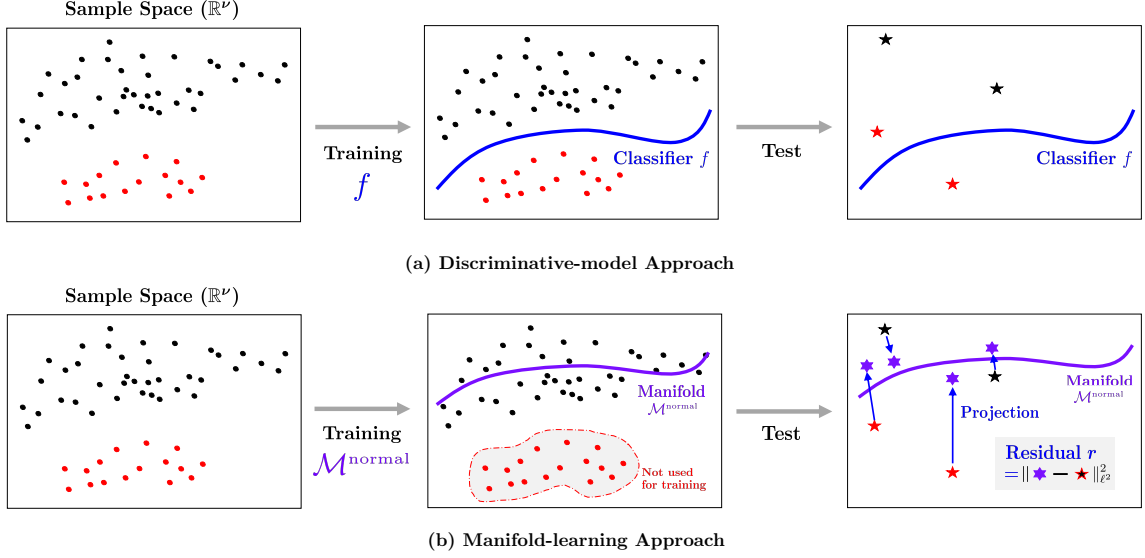 Sample Space (ℝ^ν)
Training
f
Classifier f
Test
Classifier f
(a) Discriminative-model Approach
Sample Space (ℝ^ν)
Training
ℳ^normal
Manifold
ℳ^normal
Not used
for training
Test
Manifold
ℳ^normal
Projection
Residual r
=‖✶ − ★‖²_ℓ²
(b) Manifold-learning Approach